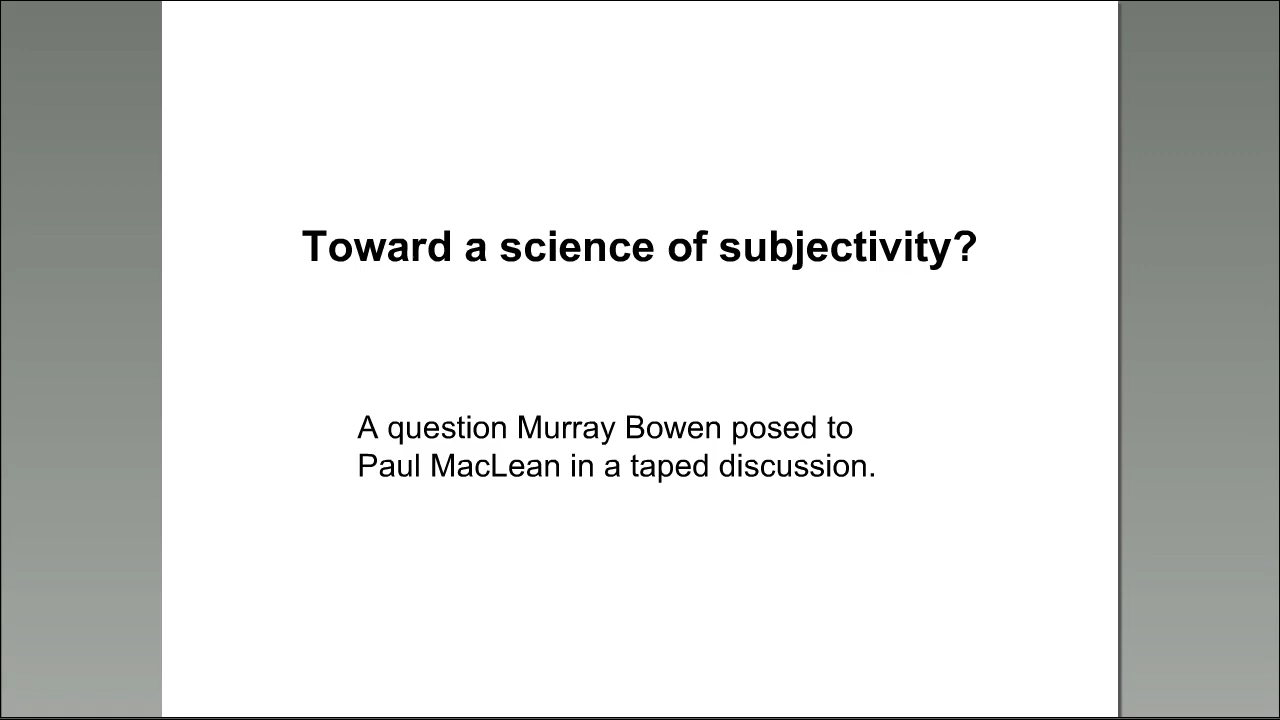 Toward a science of subjectivity?
A question Murray Bowen posed to
Paul MacLean in a taped discussion.